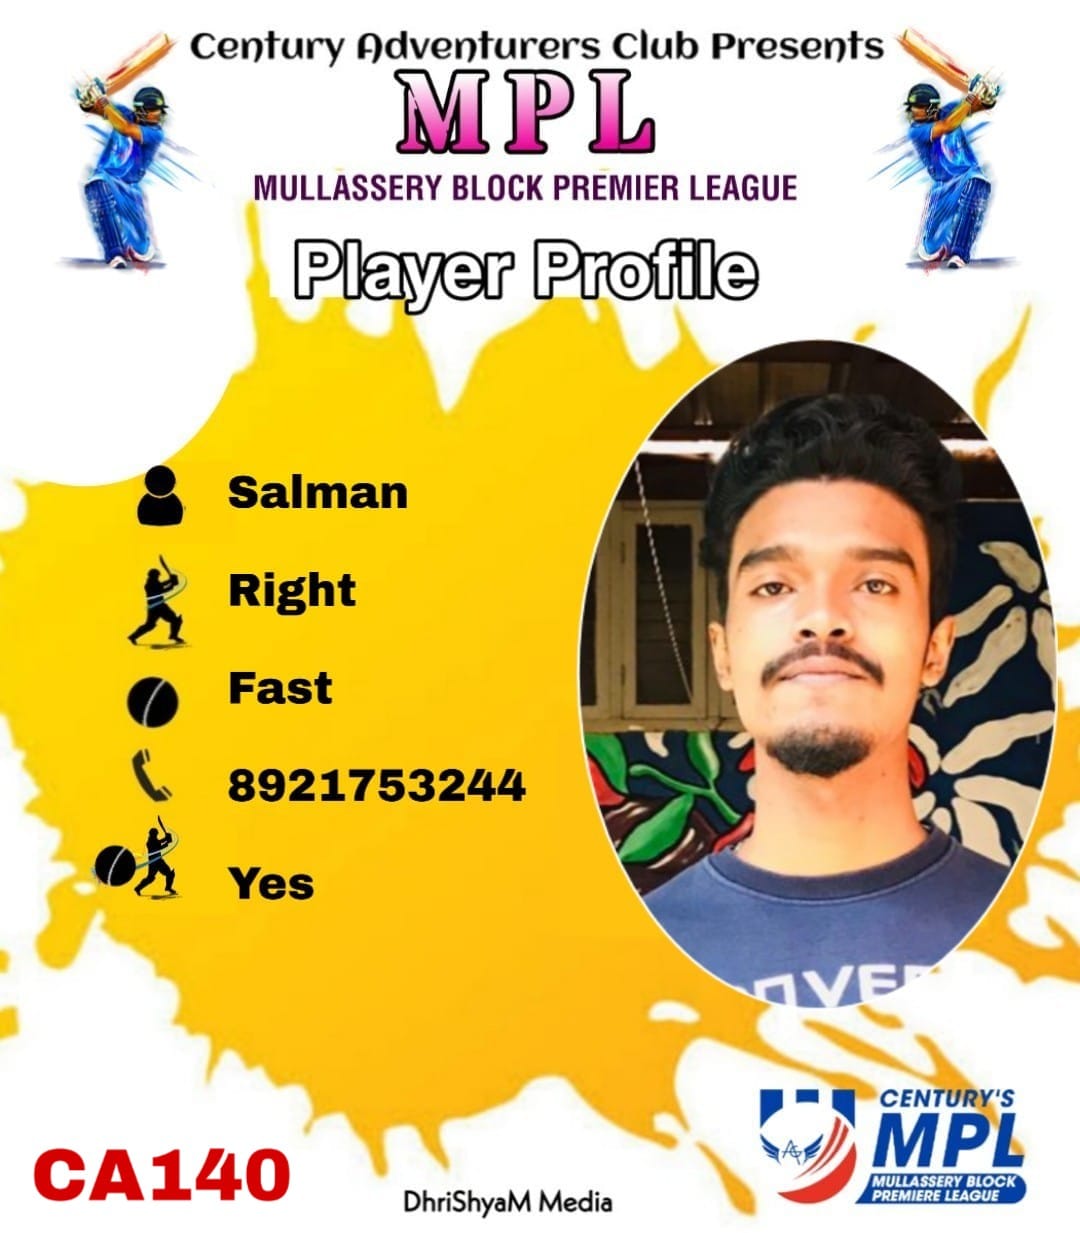 Century Adventurers Club Presents
MPL
MULLASSERY BLOCK PREMIER LEAGUE
Player Profile
Salman
Right
Fast
8921753244
Yes
CA140
DhriShyaM Media
CENTURY'S
MPL
MULLASSERY BLOCK
PREMIERE LEAGUE